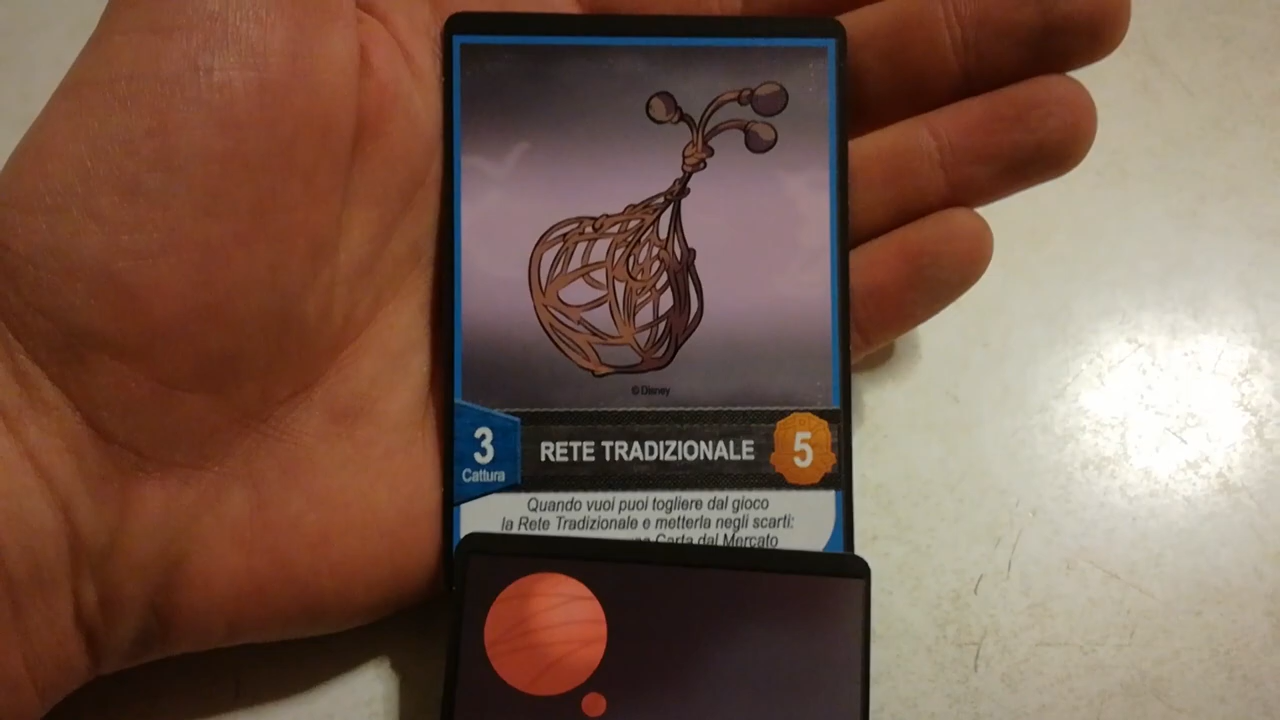 © Disney
3
Cattura
RETE TRADIZIONALE
5
Quando vuoi puoi togliere dal gioco
la Rete Tradizionale e metterla negli scarti:
Carta dal Mercato